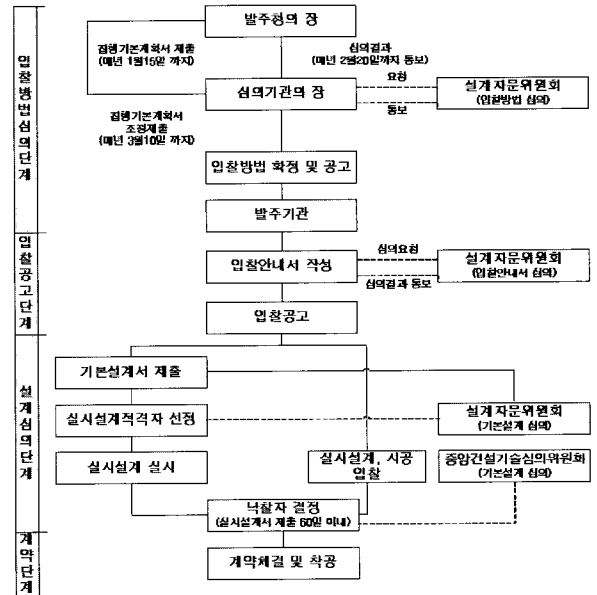 입찰방법심의단계
발주청의 장
집행기본계획서 제출
(매년 1월15일 까지)
심의결과
(매년 2월20일까지 통보)
요청
심의기관의 장
설계자문위원회
(입찰방법 심의)
통보
집행기본계획서
조정제출
(매년 3월10일 까지)
입찰방법 확정 및 공고
발주기관
입찰공고단계
심의요청
입찰안내서 작성
설계자문위원회
(입찰안내서 심의)
심의결과 통보
입찰공고
설계심의단계
기본설계서 제출
실시설계적격자 선정
설계자문위원회
(기본설계 심의)
실시설계 실시
실시설계, 시공
입찰
중앙건설기술심의위원회
(기본설계 심의)
낙찰자 결정
(실시설계서 제출 60일 이내)
계약단계
계약체결 및 착공